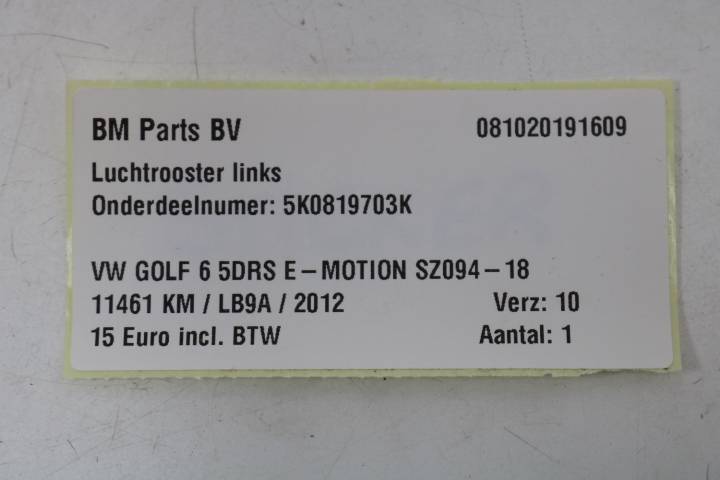 BM Parts BV 081020191609
Luchtrooster links
Onderdeelnumer: 5K0819703K
VW GOLF 6 5DRS E-MOTION SZ094-18
11461 KM / LB9A / 2012 Verz: 10
15 Euro incl. BTW Aantal: 1